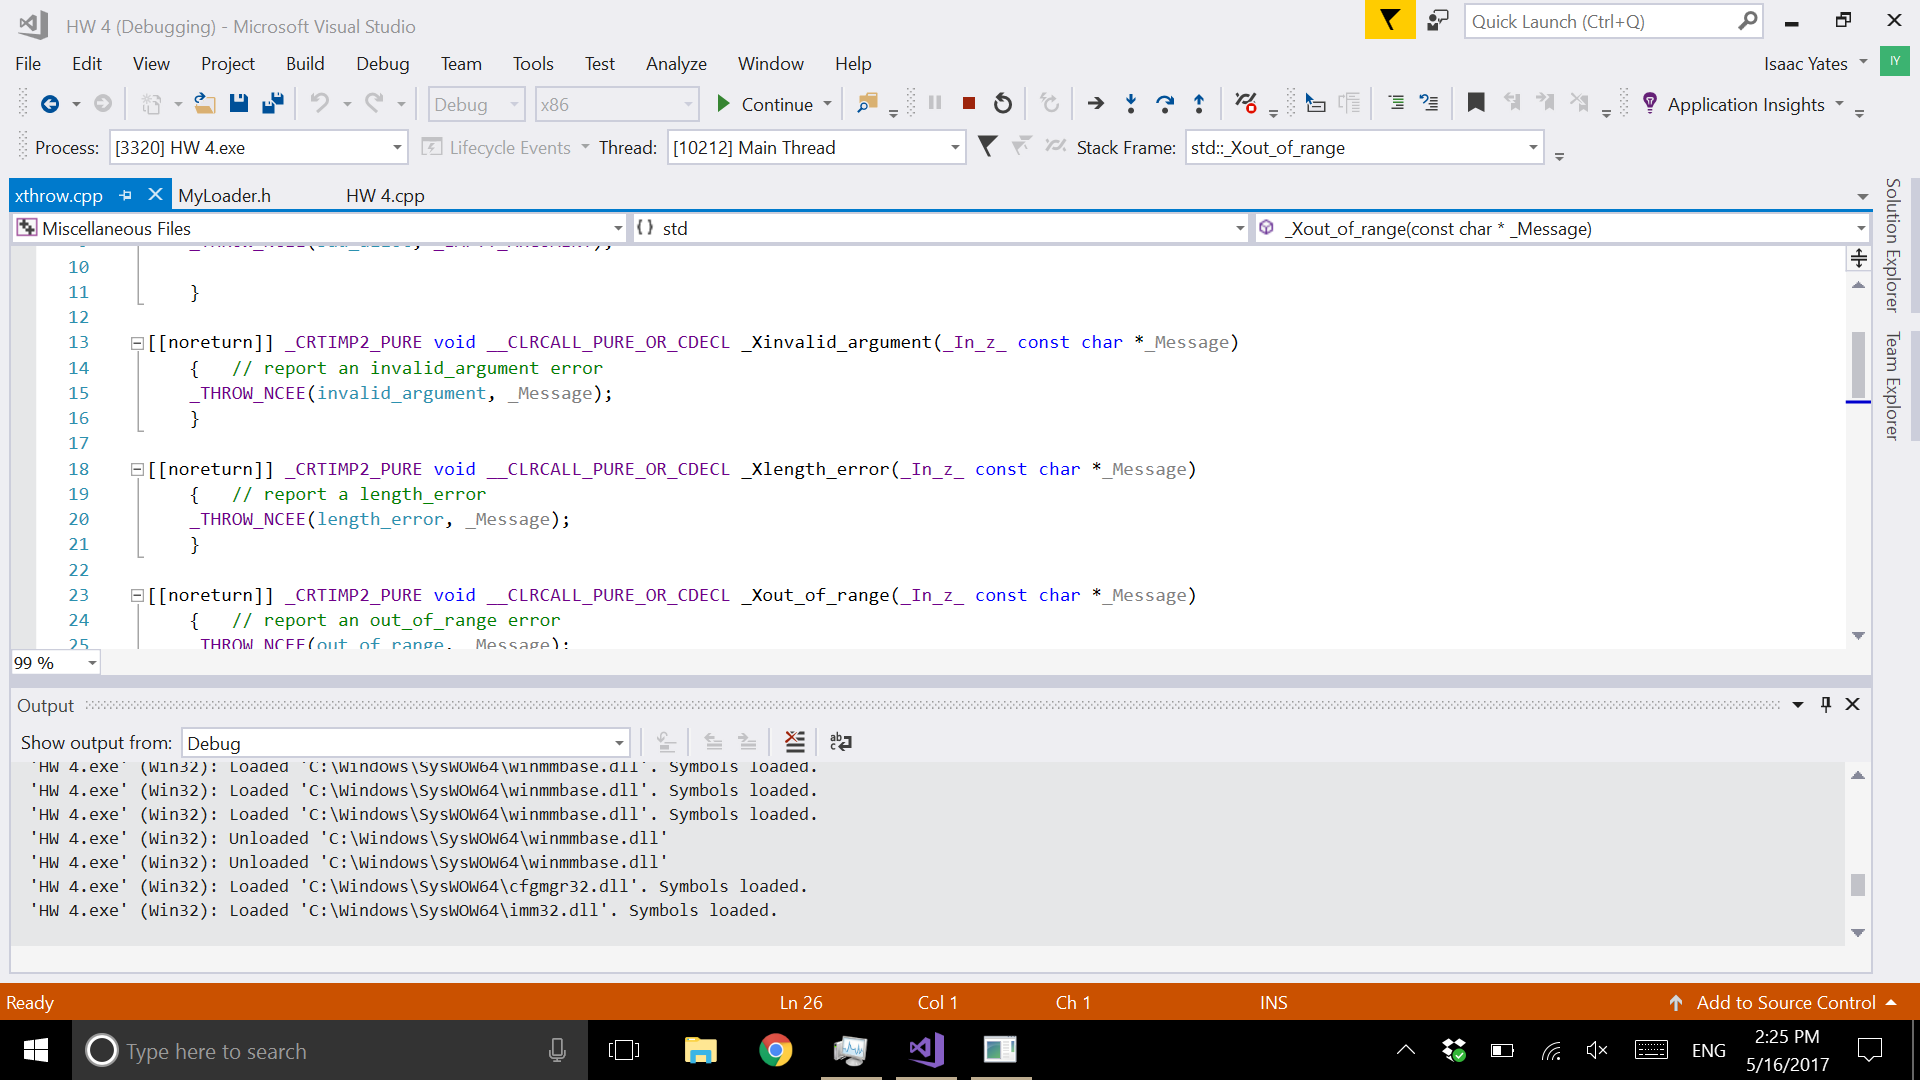 HW 4 (Debugging) - Microsoft Visual Studio
Quick Launch (Ctrl+Q)
File Edit View Project Build Debug Team Tools Test Analyze Window Help
Isaac Yates IY
Debug x86 Continue Application Insights
Process: [3320] HW 4.exe Lifecycle Events Thread: [10212] Main Thread Stack Frame: std::_Xout_of_range
xthrow.cpp MyLoader.h HW 4.cpp
Miscellaneous Files {} std _Xout_of_range(const char * _Message)
10
11 }
12
13 [[noreturn]] _CRTIMP2_PURE void __CLRCALL_PURE_OR_CDECL _Xinvalid_argument(_In_z_ const char *_Message)
14 { // report an invalid_argument error
15 _THROW_NCEE(invalid_argument, _Message);
16 }
17
18 [[noreturn]] _CRTIMP2_PURE void __CLRCALL_PURE_OR_CDECL _Xlength_error(_In_z_ const char *_Message)
19 { // report a length_error
20 _THROW_NCEE(length_error, _Message);
21 }
22
23 [[noreturn]] _CRTIMP2_PURE void __CLRCALL_PURE_OR_CDECL _Xout_of_range(_In_z_ const char *_Message)
24 { // report an out_of_range error
25 _THROW_NCEE(out_of_range, _Message);
99 %
Solution Explorer
Team Explorer
Output
Show output from: Debug
'HW 4.exe' (Win32): Loaded 'C:\Windows\SysWOW64\winmmbase.dll'. Symbols loaded.
'HW 4.exe' (Win32): Loaded 'C:\Windows\SysWOW64\winmmbase.dll'. Symbols loaded.
'HW 4.exe' (Win32): Loaded 'C:\Windows\SysWOW64\winmmbase.dll'. Symbols loaded.
'HW 4.exe' (Win32): Unloaded 'C:\Windows\SysWOW64\winmmbase.dll'
'HW 4.exe' (Win32): Unloaded 'C:\Windows\SysWOW64\winmmbase.dll'
'HW 4.exe' (Win32): Loaded 'C:\Windows\SysWOW64\cfgmgr32.dll'. Symbols loaded.
'HW 4.exe' (Win32): Loaded 'C:\Windows\SysWOW64\imm32.dll'. Symbols loaded.
Ready Ln 26 Col 1 Ch 1 INS Add to Source Control
Type here to search
ENG
2:25 PM
5/16/2017